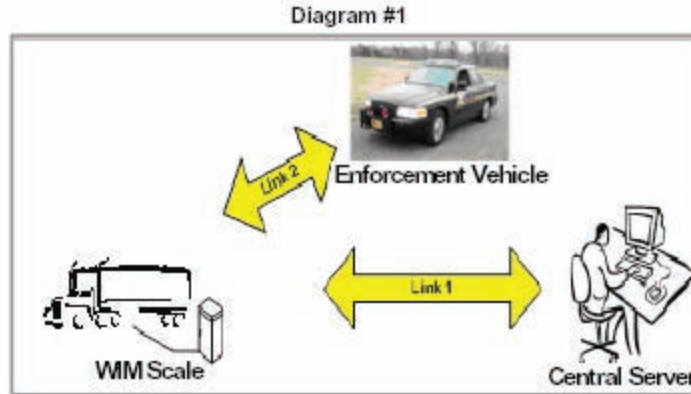 Diagram #1
Link 2
Enforcement Vehicle
Link 1
WIM Scale
Central Server